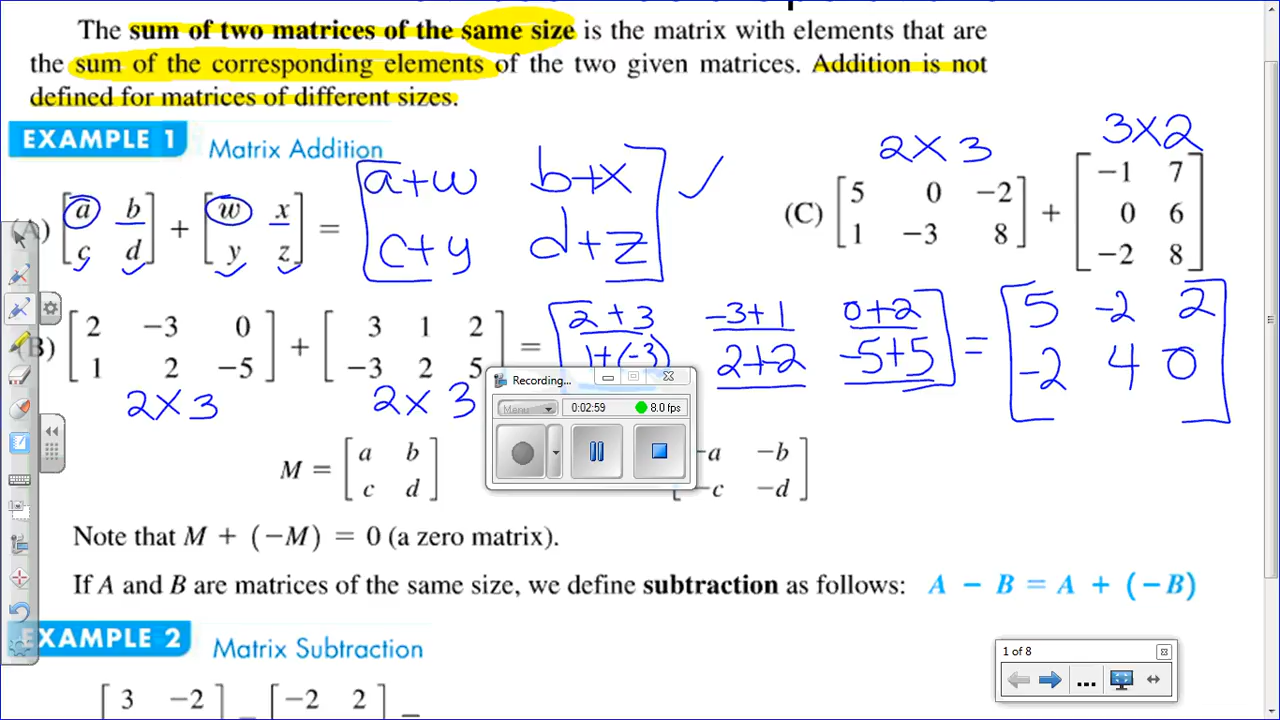 The sum of two matrices of the same size is the matrix with elements that are
the sum of the corresponding elements of the two given matrices. Addition is not
defined for matrices of different sizes.
EXAMPLE 1 Matrix Addition
(A) [a b; c d] + [w x; y z] = [a+w b+x; c+y d+z] ✓
2X3 3X2
(C) [5 0 −2; 1 −3 8] + [−1 7; 0 6; −2 8]
(B) [2 −3 0; 1 2 −5] + [3 1 2; −3 2 5] = [2+3 -3+1 0+2; 1+(-3) 2+2 -5+5] = [5 -2 2; -2 4 0]
2X3 2X3
Recording...
Menus
0:02:59
8.0 fps
M = [a b; c d] [−a −b; −c −d]
Note that M + (−M) = 0 (a zero matrix).
If A and B are matrices of the same size, we define subtraction as follows: A − B = A + (−B)
EXAMPLE 2 Matrix Subtraction
1 of 8
[3 −2 − [−2 2] =